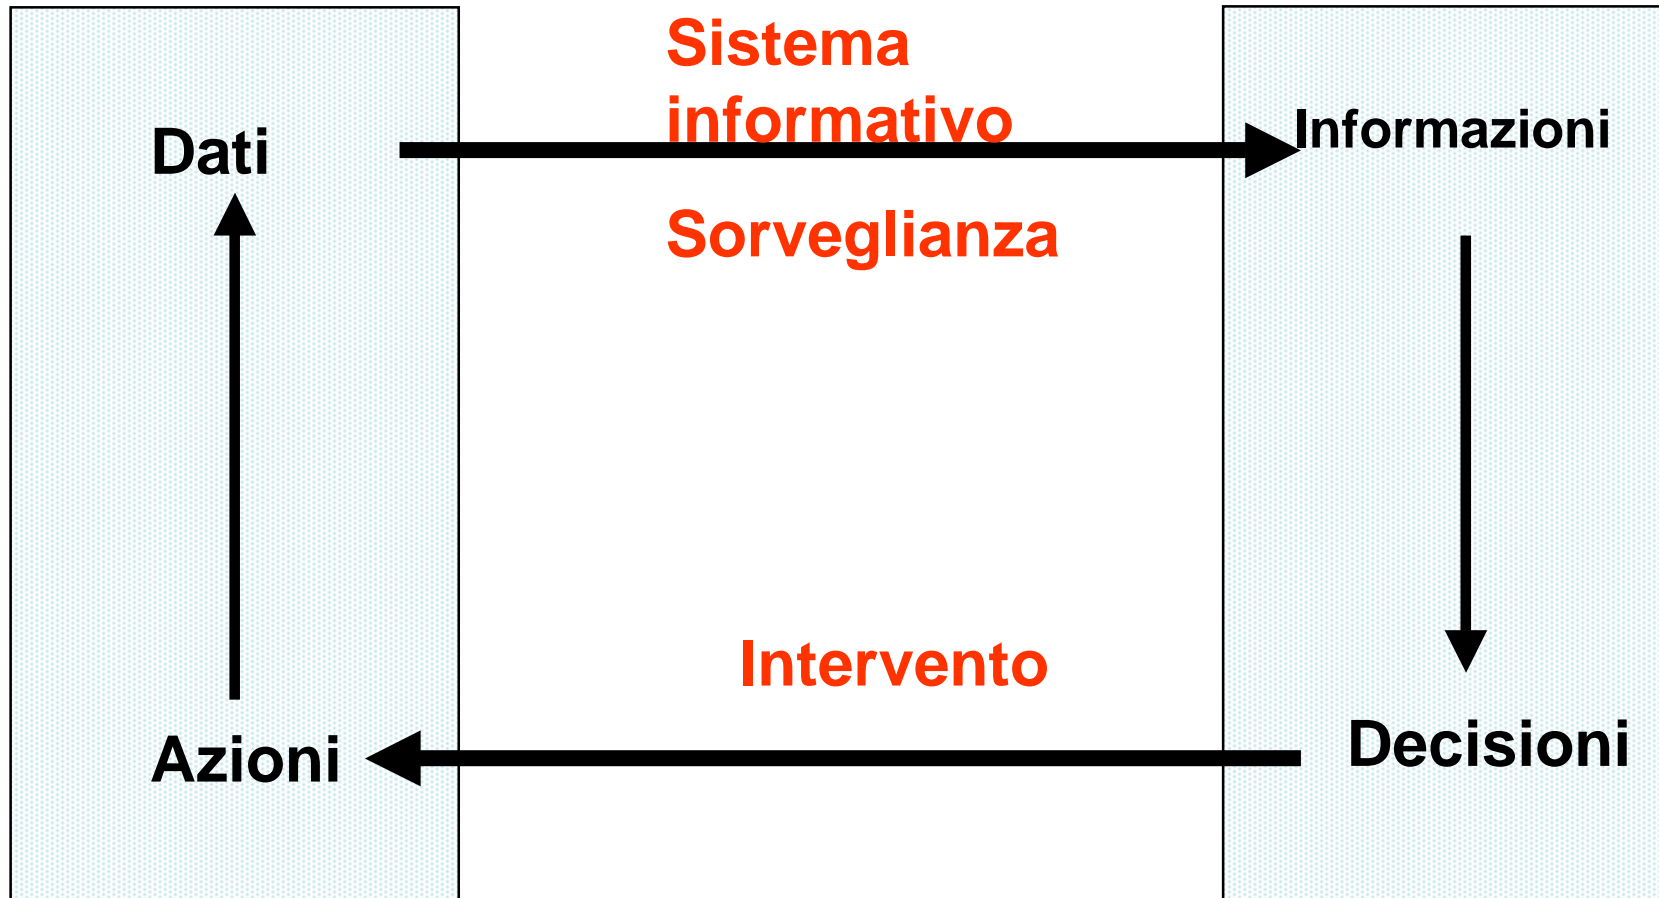 Sistema
informativo
Dati
Informazioni
Sorveglianza
Intervento
Azioni
Decisioni